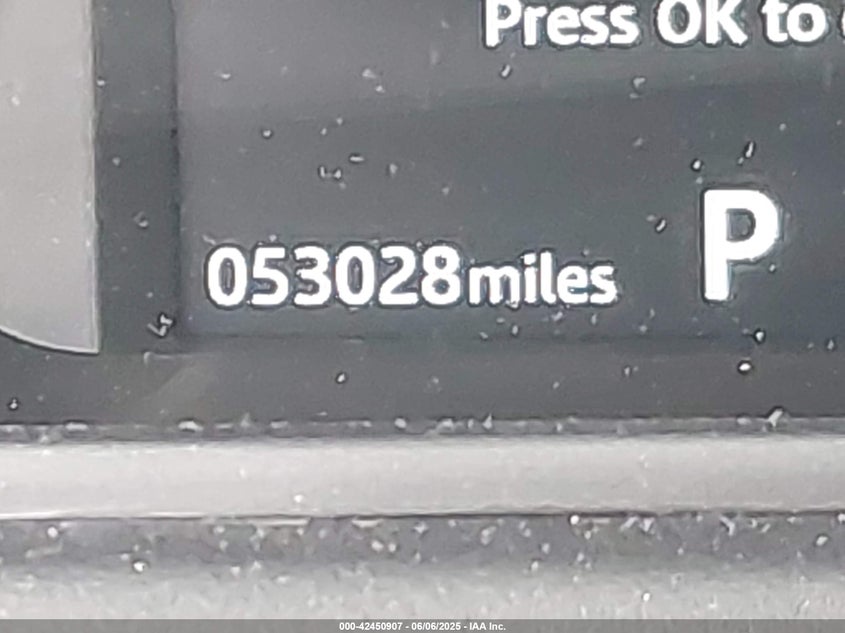 Press OK to
053028miles
P
000-42450907 - 06/06/2025 - IAA Inc.